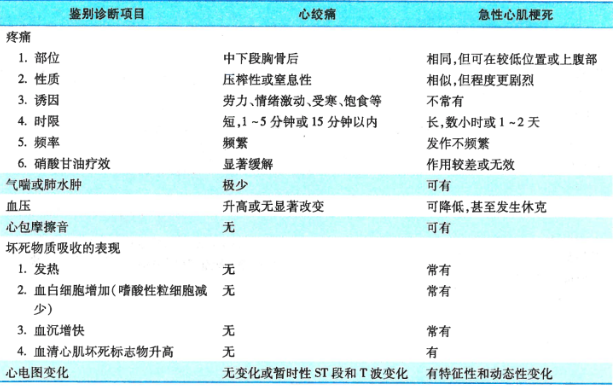 鉴别诊断项目 心绞痛 急性心肌梗死
疼痛
1. 部位 中下段胸骨后 相同,但可在较低位置或上腹部
2. 性质 压榨性或窒息性 相似,但程度更剧烈
3. 诱因 劳力、情绪激动、受寒、饱食等 不常有
4. 时限 短,1~5分钟或15分钟以内 长,数小时或1~2天
5. 频率 频繁 发作不频繁
6. 硝酸甘油疗效 显著缓解 作用较差或无效
气喘或肺水肿 极少 可有
血压 升高或无显著改变 可降低,甚至发生休克
心包摩擦音 无 可有
坏死物质吸收的表现
1. 发热 无 常有
2. 血白细胞增加(嗜酸性粒细胞减 无 常有
少)
3. 血沉增快 无 常有
4. 血清心肌坏死标志物升高 无 有
心电图变化 无变化或暂时性ST段和T波变化 有特征性和动态性变化